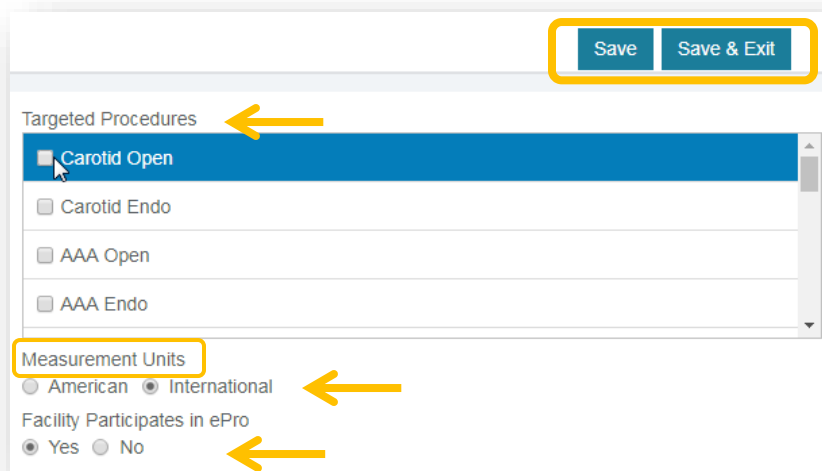 Save Save & Exit
Targeted Procedures
Carotid Open
Carotid Endo
AAA Open
AAA Endo
Measurement Units
American International
Facility Participates in ePro
Yes No